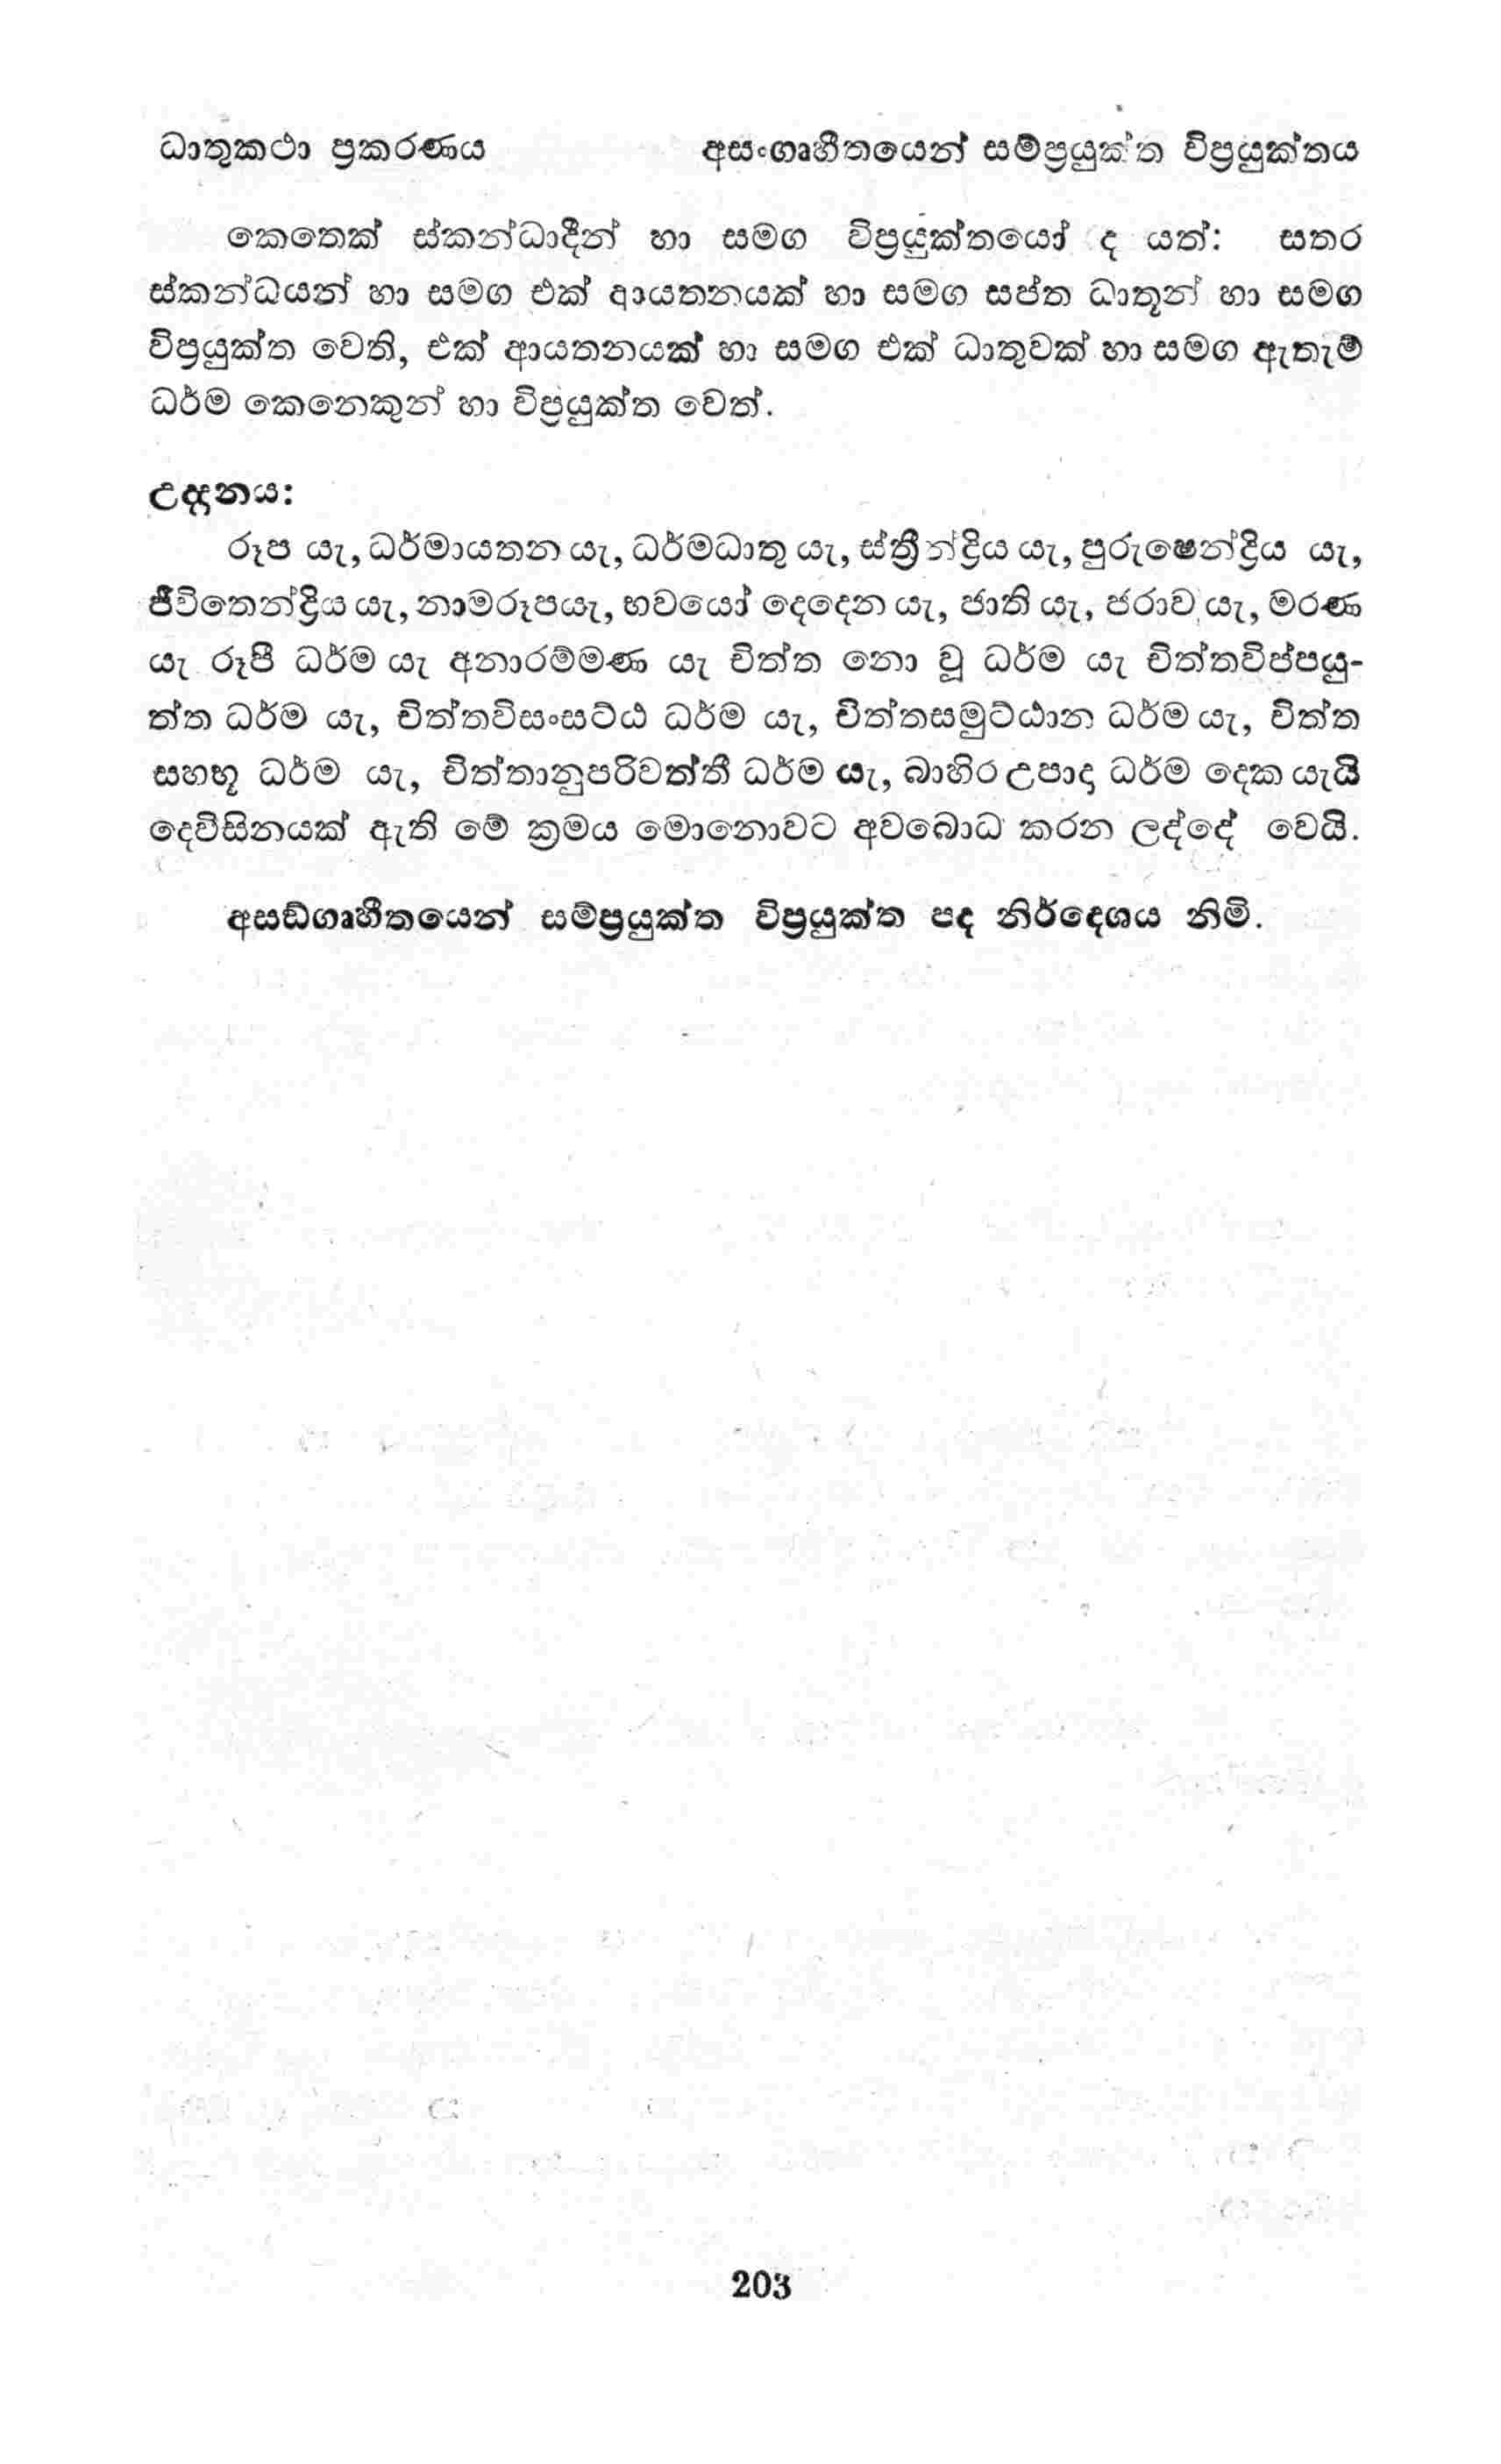 ධාතුකථා ප්‍රකරණය අසංගෘහීතයෙන් සම්ප්‍රයුක්ත විප්‍රයුක්තය
කෙතෙක් ස්කන්ධාදීන් හා සමග විප්‍රයුක්තයෝ ද යත්: සතර
ස්කන්ධයන් හා සමග එක් ආයතනයක් හා සමග සප්ත ධාතූන් හා සමග
විප්‍රයුක්ත වෙති, එක් ආයතනයක් හා සමග එක් ධාතුවක් හා සමග ඇතැම්
ධර්ම කෙනෙකුන් හා විප්‍රයුක්ත වෙත්.
උද්‍දානය:
රූප යැ, ධර්මායතන යැ, ධර්මධාතු යැ, ස්ත්‍රීන්ද්‍රිය යැ, පුරුෂෙන්ද්‍රිය යැ,
ජීවිතෙන්ද්‍රිය යැ, නාමරූපයැ, භවයෝ දෙදෙන යැ, ජාති යැ, ජරාව යැ, මරණ
යැ රූපී ධර්ම යැ අනාරම්මණ යැ චිත්ත නො වූ ධර්ම යැ චිත්තවිප්පයු-
ත්ත ධර්ම යැ, චිත්තවිසංසට්ඨ ධර්ම යැ, චිත්තසමුට්ඨාන ධර්ම යැ, චිත්ත
සහභූ ධර්ම යැ, චිත්තානුපරිවත්තී ධර්ම යැ, බාහිර උපාදා ධර්ම දෙක යැයි
දෙවිසිනයක් ඇති මේ ක්‍රමය මොනොවට අවබොධ කරන ලද්දේ වෙයි.
අසඞ්ගෘහීතයෙන් සම්ප්‍රයුක්ත විප්‍රයුක්ත පද නිර්දෙශය නිමි.
203